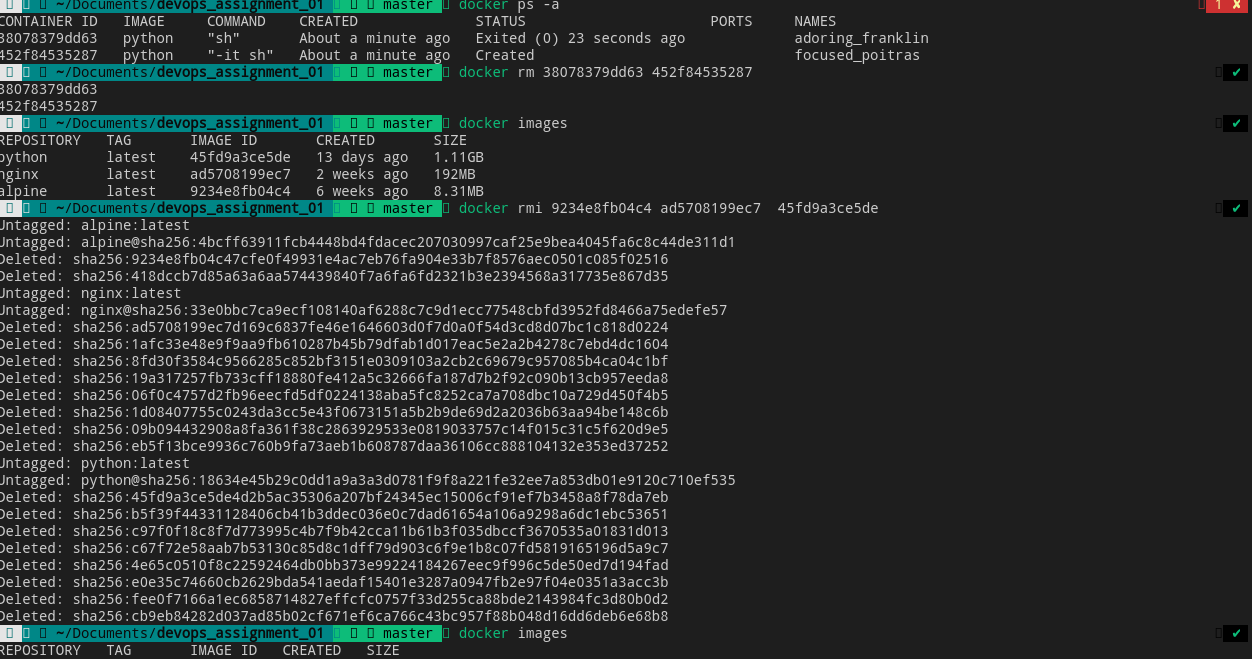 ~/Documents/devops_assignment_01 master docker ps -a 1 ✘
CONTAINER ID IMAGE COMMAND CREATED STATUS PORTS NAMES
38078379dd63 python "sh" About a minute ago Exited (0) 23 seconds ago adoring_franklin
452f84535287 python "-it sh" About a minute ago Created focused_poitras
~/Documents/devops_assignment_01 master docker rm 38078379dd63 452f84535287 ✔
38078379dd63
452f84535287
~/Documents/devops_assignment_01 master docker images ✔
REPOSITORY TAG IMAGE ID CREATED SIZE
python latest 45fd9a3ce5de 13 days ago 1.11GB
nginx latest ad5708199ec7 2 weeks ago 192MB
alpine latest 9234e8fb04c4 6 weeks ago 8.31MB
~/Documents/devops_assignment_01 master docker rmi 9234e8fb04c4 ad5708199ec7 45fd9a3ce5de ✔
Untagged: alpine:latest
Untagged: alpine@sha256:4bcff63911fcb4448bd4fdacec207030997caf25e9bea4045fa6c8c44de311d1
Deleted: sha256:9234e8fb04c47cfe0f49931e4ac7eb76fa904e33b7f8576aec0501c085f02516
Deleted: sha256:418dccb7d85a63a6aa574439840f7a6fa6fd2321b3e2394568a317735e867d35
Untagged: nginx:latest
Untagged: nginx@sha256:33e0bbc7ca9ecf108140af6288c7c9d1ecc77548cbfd3952fd8466a75edefe57
Deleted: sha256:ad5708199ec7d169c6837fe46e1646603d0f7d0a0f54d3cd8d07bc1c818d0224
Deleted: sha256:1afc33e48e9f9aa9fb610287b45b79dfab1d017eac5e2a2b4278c7ebd4dc1604
Deleted: sha256:8fd30f3584c9566285c852bf3151e0309103a2cb2c69679c957085b4ca04c1bf
Deleted: sha256:19a317257fb733cff18880fe412a5c32666fa187d7b2f92c090b13cb957eeda8
Deleted: sha256:06f0c4757d2fb96eecfd5df0224138aba5fc8252ca7a708dbc10a729d450f4b5
Deleted: sha256:1d08407755c0243da3cc5e43f0673151a5b2b9de69d2a2036b63aa94be148c6b
Deleted: sha256:09b094432908a8fa361f38c2863929533e0819033757c14f015c31c5f620d9e5
Deleted: sha256:eb5f13bce9936c760b9fa73aeb1b608787daa36106cc888104132e353ed37252
Untagged: python:latest
Untagged: python@sha256:18634e45b29c0dd1a9a3a3d0781f9f8a221fe32ee7a853db01e9120c710ef535
Deleted: sha256:45fd9a3ce5de4d2b5ac35306a207bf24345ec15006cf91ef7b3458a8f78da7eb
Deleted: sha256:b5f39f44331128406cb41b3ddec036e0c7dad61654a106a9298a6dc1ebc53651
Deleted: sha256:c97f0f18c8f7d773995c4b7f9b42cca11b61b3f035dbccf3670535a01831d013
Deleted: sha256:c67f72e58aab7b53130c85d8c1dff79d903c6f9e1b8c07fd5819165196d5a9c7
Deleted: sha256:4e65c0510f8c22592464db0bb373e99224184267eec9f996c5de50ed7d194fad
Deleted: sha256:e0e35c74660cb2629bda541aedaf15401e3287a0947fb2e97f04e0351a3acc3b
Deleted: sha256:fee0f7166a1ec6858714827effcfc0757f33d255ca88bde2143984fc3d80b0d2
Deleted: sha256:cb9eb84282d037ad85b02cf671ef6ca766c43bc957f88b048d16dd6deb6e68b8
~/Documents/devops_assignment_01 master docker images ✔
REPOSITORY TAG IMAGE ID CREATED SIZE